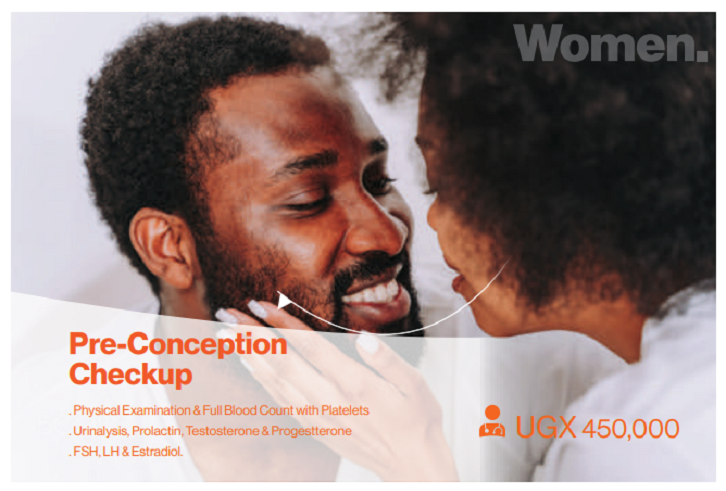 Women.
Pre-Conception
Checkup
. Physical Examination & Full Blood Count with Platelets
. Urinalysis, Prolactin, Testosterone & Progestterone
. FSH, LH & Estradiol.
UGX 450,000